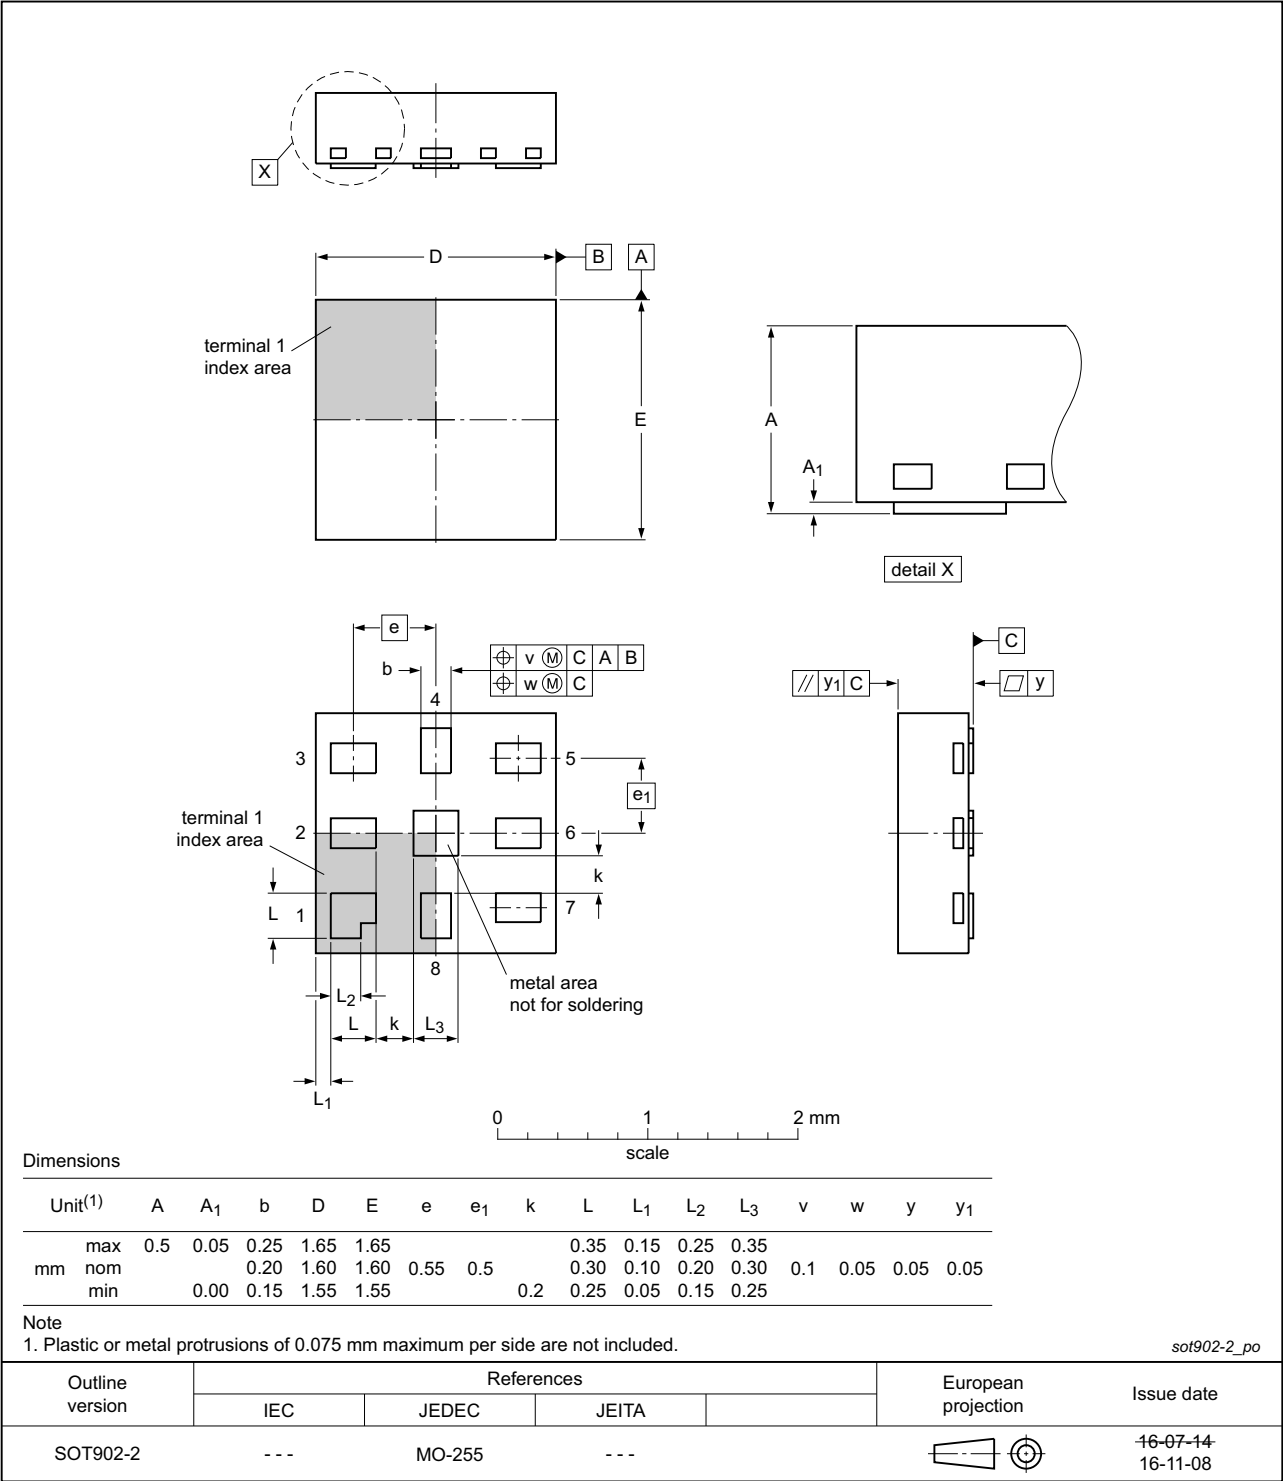 X
D
B
A
terminal 1
index area
E
A
A1
detail X
e
b
v M C A B
w M C
4
C
y1 C
y
3
5
e1
terminal 1
index area
2
6
k
L
1
7
8
metal area
not for soldering
L2
L
k
L3
L1
0 1 2 mm
scale
Dimensions
Unit(1) A A1 b D E e e1 k L L1 L2 L3 v w y y1
max 0.5 0.05 0.25 1.65 1.65 0.35 0.15 0.25 0.35
mm nom 0.20 1.60 1.60 0.55 0.5 0.30 0.10 0.20 0.30 0.1 0.05 0.05 0.05
min 0.00 0.15 1.55 1.55 0.2 0.25 0.05 0.15 0.25
Note
1. Plastic or metal protrusions of 0.075 mm maximum per side are not included.
sot902-2_po
Outline
version
References
European
projection
Issue date
IEC JEDEC JEITA
SOT902-2 - - - MO-255 - - -
16-07-14
16-11-08